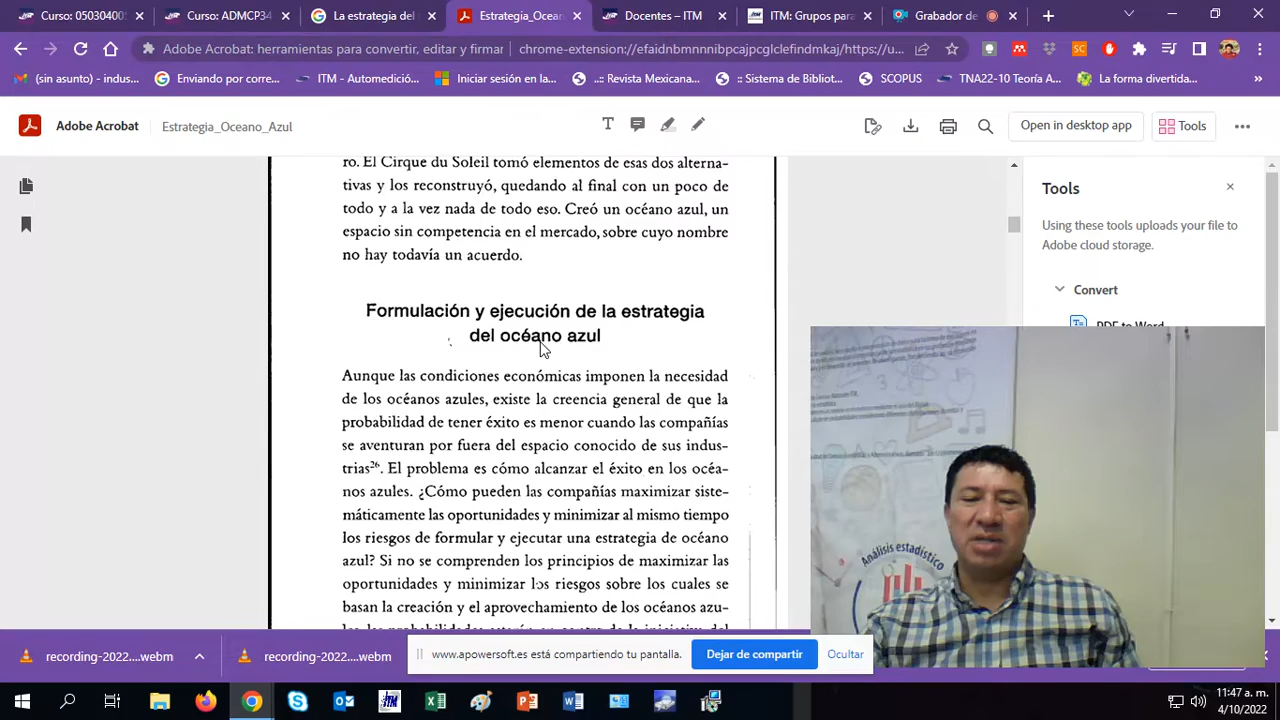 Curso: 0503040
Curso: ADMCP34
La estrategia del
Estrategia_Ocean
Docentes – ITM
ITM: Grupos para
Grabador de
Adobe Acrobat: herramientas para convertir, editar y firmar
chrome-extension://efaidnbmnnnibpcajpcglclefindmkaj/https://u...
(sin asunto) - indus...
Enviando por corre...
ITM - Automedició...
Iniciar sesión en la...
..:: Revista Mexicana...
:: Sistema de Bibliot...
SCOPUS
TNA22-10 Teoría A...
La forma divertida...
Adobe Acrobat
Estrategia_Oceano_Azul
Open in desktop app
Tools
ro. El Cirque du Soleil tomó elementos de esas dos alterna-
tivas y los reconstruyó, quedando al final con un poco de
todo y a la vez nada de todo eso. Creó un océano azul, un
espacio sin competencia en el mercado, sobre cuyo nombre
no hay todavía un acuerdo.
Formulación y ejecución de la estrategia
del océano azul
Aunque las condiciones económicas imponen la necesidad
de los océanos azules, existe la creencia general de que la
probabilidad de tener éxito es menor cuando las compañías
se aventuran por fuera del espacio conocido de sus indus-
trias26. El problema es cómo alcanzar el éxito en los océa-
nos azules. ¿Cómo pueden las compañías maximizar siste-
máticamente las oportunidades y minimizar al mismo tiempo
los riesgos de formular y ejecutar una estrategia de océano
azul? Si no se comprenden los principios de maximizar las
oportunidades y minimizar los riesgos sobre los cuales se
basan la creación y el aprovechamiento de los océanos azu-
Tools
Using these tools uploads your file to
Adobe cloud storage.
Convert
PDF to Word
Análisis estadístico
recording-2022....webm
recording-2022....webm
www.apowersoft.es está compartiendo tu pantalla.
Dejar de compartir
Ocultar
11:47 a. m.
4/10/2022